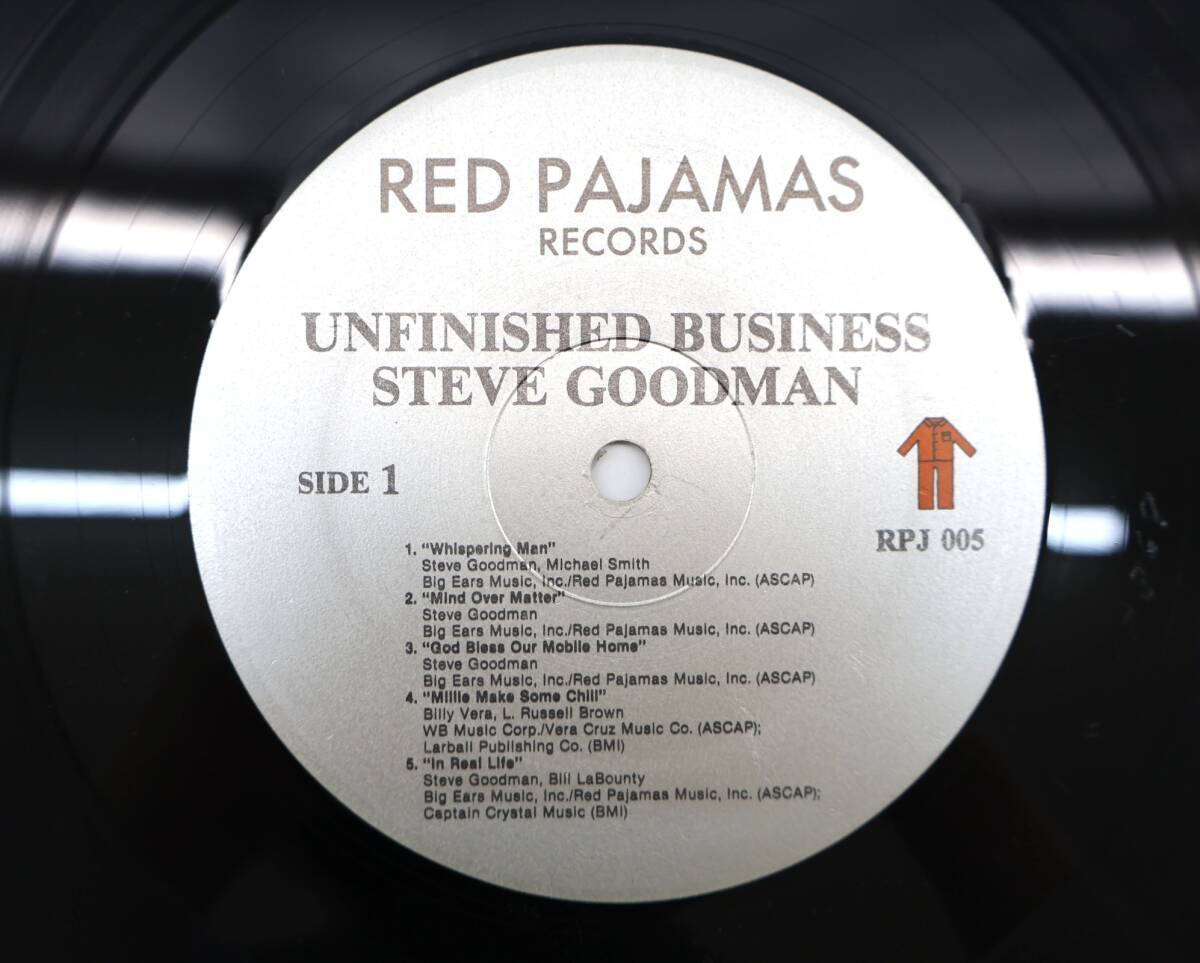 RED PAJAMAS
RECORDS
UNFINISHED BUSINESS
STEVE GOODMAN
SIDE 1
RPJ 005
1. "Whispering Man"
Steve Goodman, Michael Smith
Big Ears Music, Inc./Red Pajamas Music, Inc. (ASCAP)
2. "Mind Over Matter"
Steve Goodman
Big Ears Music, Inc./Red Pajamas Music, Inc. (ASCAP)
3. "God Bless Our Mobile Home"
Steve Goodman
Big Ears Music, Inc./Red Pajamas Music, Inc. (ASCAP)
4. "Millie Make Some Chili"
Billy Vera, L. Russell Brown
WB Music Corp./Vera Cruz Music Co. (ASCAP);
Larball Publishing Co. (BMI)
5. "In Real Life"
Steve Goodman, Bill LaBounty
Big Ears Music, Inc./Red Pajamas Music, Inc. (ASCAP);
Captain Crystal Music (BMI)